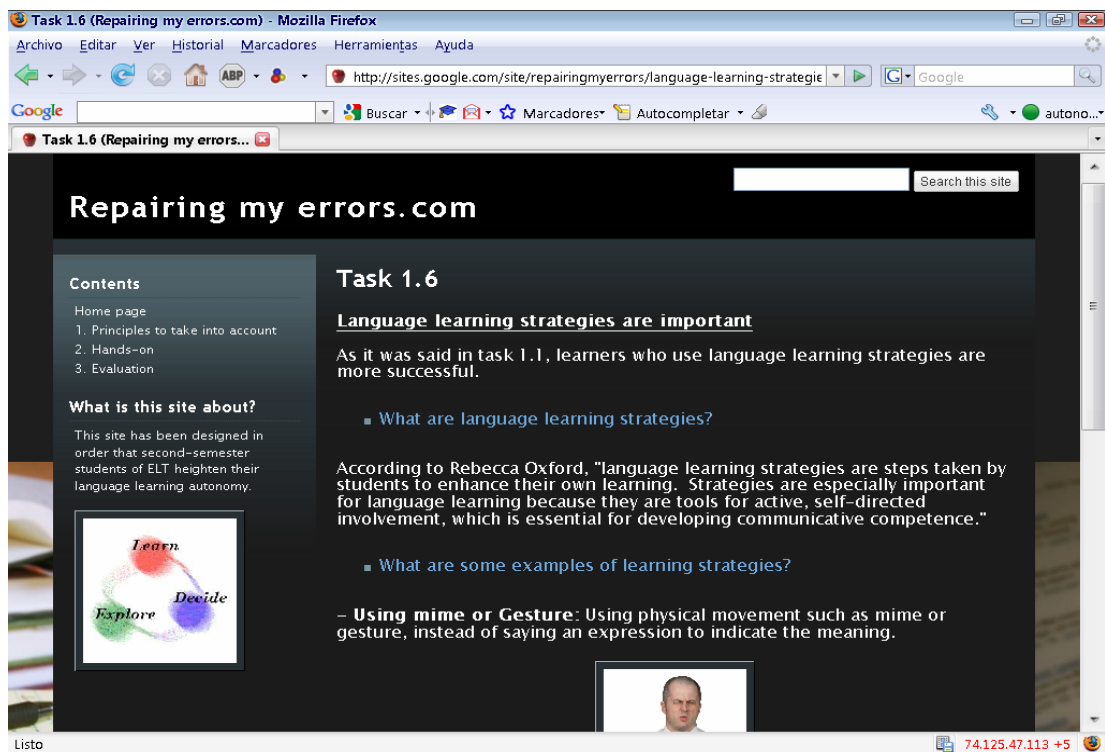 Task 1.6 (Repairing my errors.com) - Mozilla Firefox
Archivo Editar Ver Historial Marcadores Herramientas Ayuda
ABP
http://sites.google.com/site/repairingmyerrors/language-learning-strategie
G Google
Google Buscar Marcadores Autocompletar autono...
Task 1.6 (Repairing my errors...
Search this site
Repairing my errors.com
Contents
Home page
1. Principles to take into account
2. Hands-on
3. Evaluation
What is this site about?
This site has been designed in
order that second-semester
students of ELT heighten their
language learning autonomy.
Learn
Decide
Explore
Task 1.6
Language learning strategies are important
As it was said in task 1.1, learners who use language learning strategies are
more successful.
What are language learning strategies?
According to Rebecca Oxford, "language learning strategies are steps taken by
students to enhance their own learning. Strategies are especially important
for language learning because they are tools for active, self-directed
involvement, which is essential for developing communicative competence."
What are some examples of learning strategies?
– Using mime or Gesture: Using physical movement such as mime or
gesture, instead of saying an expression to indicate the meaning.
Listo
74.125.47.113 +5